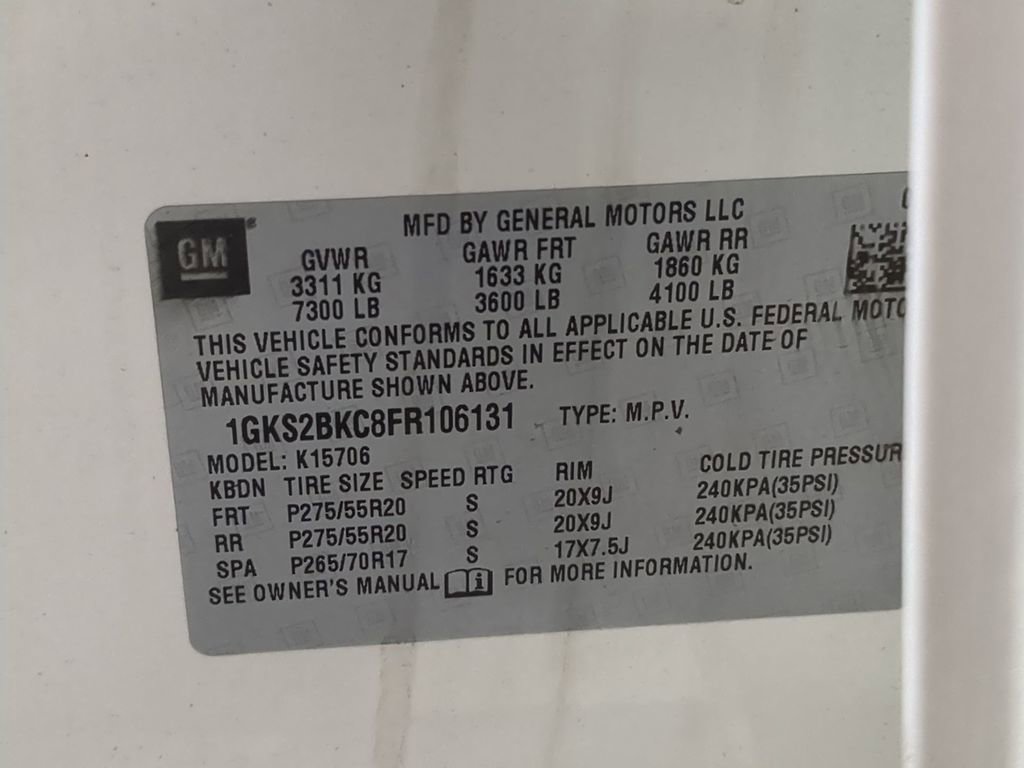 GM
MFD BY GENERAL MOTORS LLC
GVWR GAWR FRT GAWR RR
3311 KG 1633 KG 1860 KG
7300 LB 3600 LB 4100 LB
THIS VEHICLE CONFORMS TO ALL APPLICABLE U.S. FEDERAL MOTO
VEHICLE SAFETY STANDARDS IN EFFECT ON THE DATE OF
MANUFACTURE SHOWN ABOVE.
1GKS2BKC8FR106131 TYPE: M.P.V.
MODEL: K15706
KBDN TIRE SIZE SPEED RTG RIM COLD TIRE PRESSUR
FRT P275/55R20 S 20X9J 240KPA(35PSI)
RR P275/55R20 S 20X9J 240KPA(35PSI)
SPA P265/70R17 S 17X7.5J 240KPA(35PSI)
SEE OWNER'S MANUAL i FOR MORE INFORMATION.